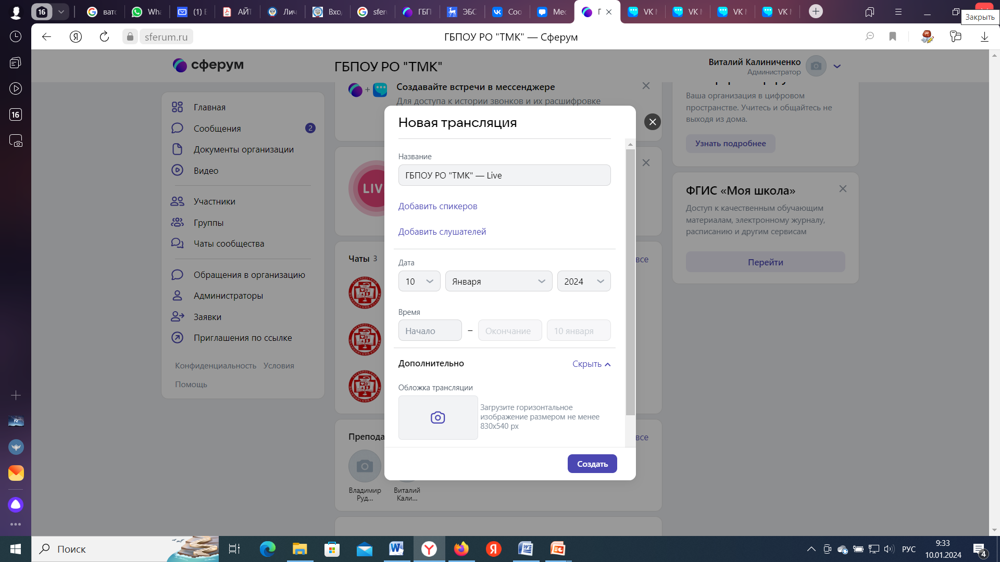 16
ватс
Wha
(1) Е
АЙТ
Лич
Вхо
sfer
ГБП
ЭБС
Соо
Мес
Г
VK M
VK M
VK M
VK M
Закрыть
sferum.ru
ГБПОУ РО "ТМК" — Сферум
16
сферум
ГБПОУ РО "ТМК"
Виталий Калиниченко
Администратор
Главная
Сообщения
2
Документы организации
Видео
Участники
Группы
Чаты сообщества
Обращения в организацию
Администраторы
Заявки
Приглашения по ссылке
Конфиденциальность Условия
Помощь
Создавайте встречи в мессенджере
Для доступа к истории звонков и их расшифровке
LIV
Чаты 3
все
Препода
все
Владимир
Руд...
Виталий
Кали...
Новая трансляция
Название
ГБПОУ РО "ТМК" — Live
Добавить спикеров
Добавить слушателей
Дата
10
Января
2024
Время
Начало
–
Окончание
10 января
Дополнительно
Скрыть
Обложка трансляции
Загрузите горизонтальное
изображение размером не менее
830x540 px
Создать
Ваша организация в цифровом
пространстве. Учитесь и общайтесь не
выходя из дома.
Узнать подробнее
ФГИС «Моя школа»
Доступ к качественным обучающим
материалам, электронному журналу,
расписанию и другим сервисам
Перейти
Поиск
РУС
9:33
10.01.2024
4